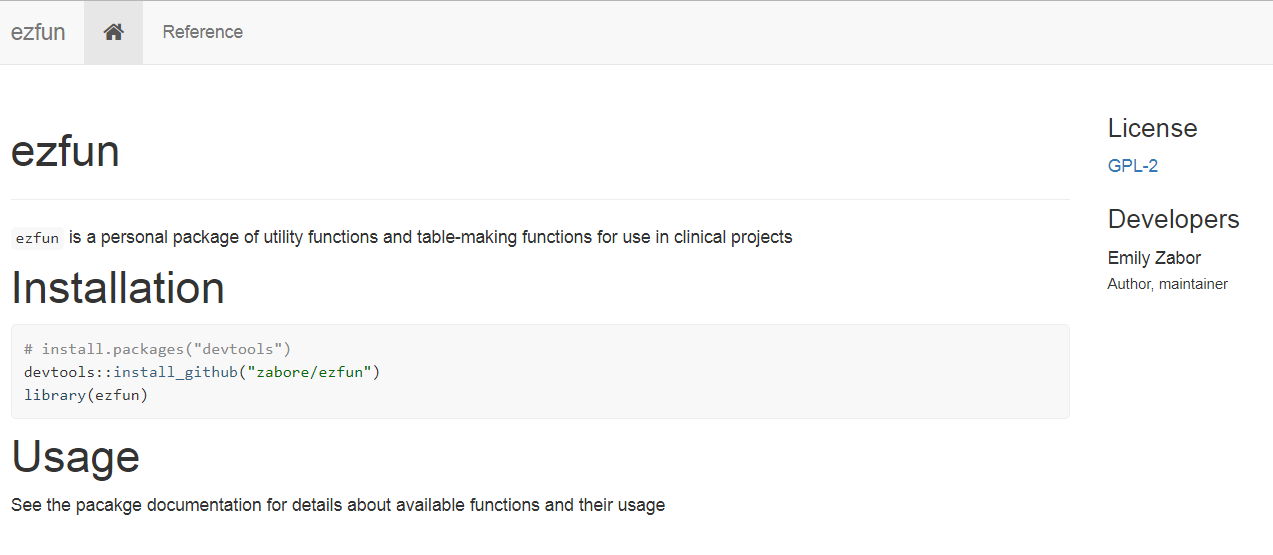 ezfun
Reference
ezfun
ezfun is a personal package of utility functions and table-making functions for use in clinical projects
Installation
# install.packages("devtools")
devtools::install_github("zabore/ezfun")
library(ezfun)
Usage
See the pacakge documentation for details about available functions and their usage
License
GPL-2
Developers
Emily Zabor
Author, maintainer